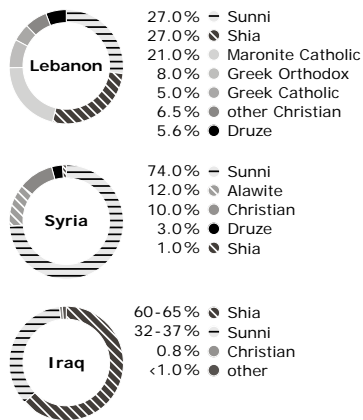 Lebanon
27.0% Sunni
27.0% Shia
21.0% Maronite Catholic
8.0% Greek Orthodox
5.0% Greek Catholic
6.5% other Christian
5.6% Druze
Syria
74.0% Sunni
12.0% Alawite
10.0% Christian
3.0% Druze
1.0% Shia
Iraq
60-65% Shia
32-37% Sunni
0.8% Christian
<1.0% other